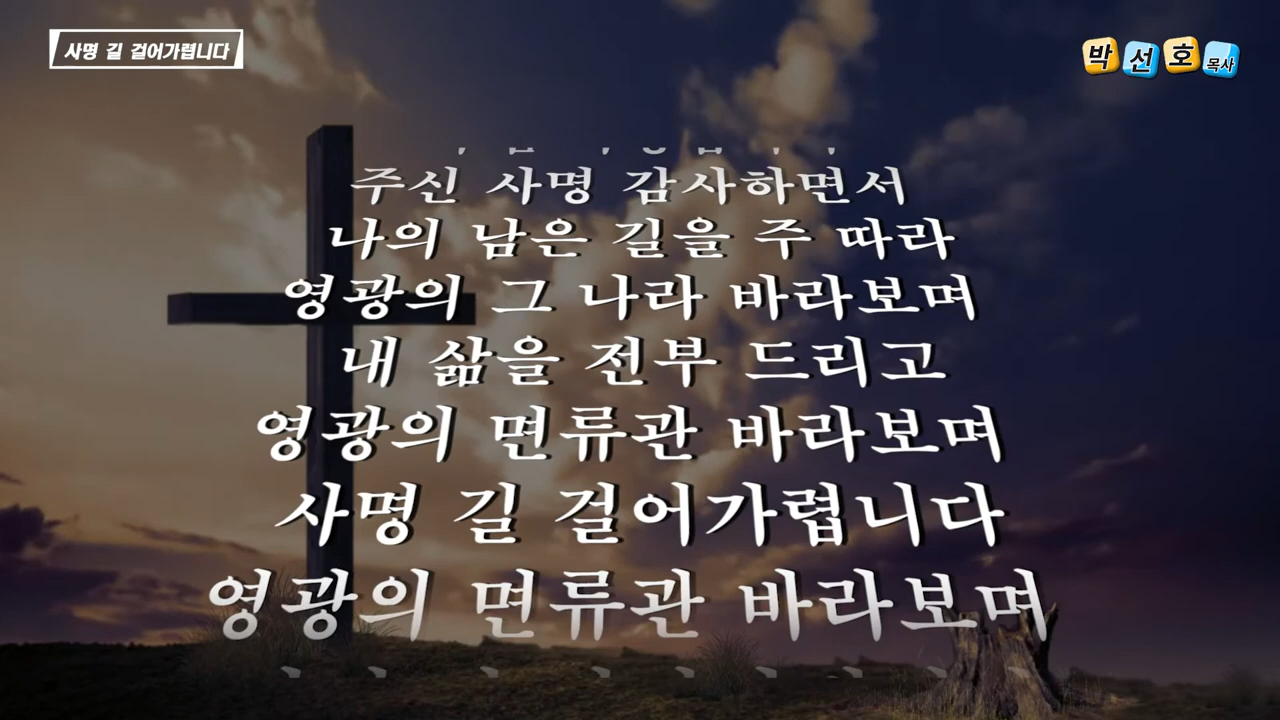 사명 길 걸어가렵니다
박선호 목사
주신 사명 감사하면서
나의 남은 길을 주 따라
영광의 그 나라 바라보며
내 삶을 전부 드리고
영광의 면류관 바라보며
사명 길 걸어가렵니다
영광의 면류관 바라보며